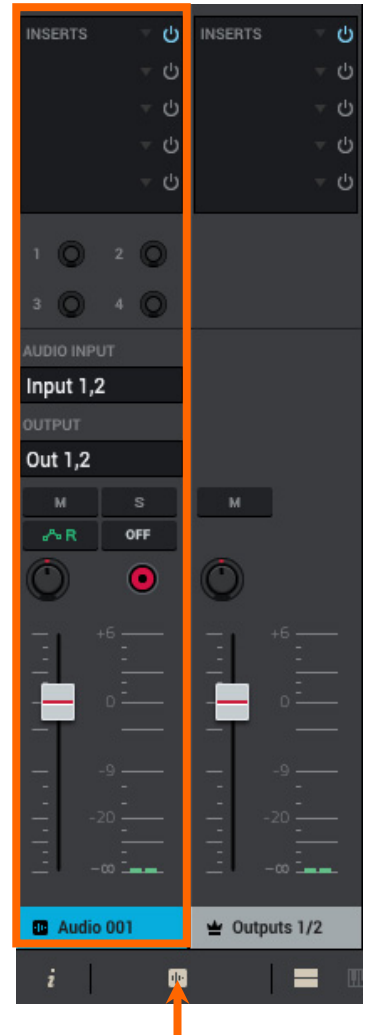 INSERTS INSERTS
1 2
3 4
AUDIO INPUT
Input 1,2
OUTPUT
Out 1,2
M S M
R OFF
+6 +6
0 0
-9 -9
-20 -20
-∞ -∞
Audio 001 Outputs 1/2
i